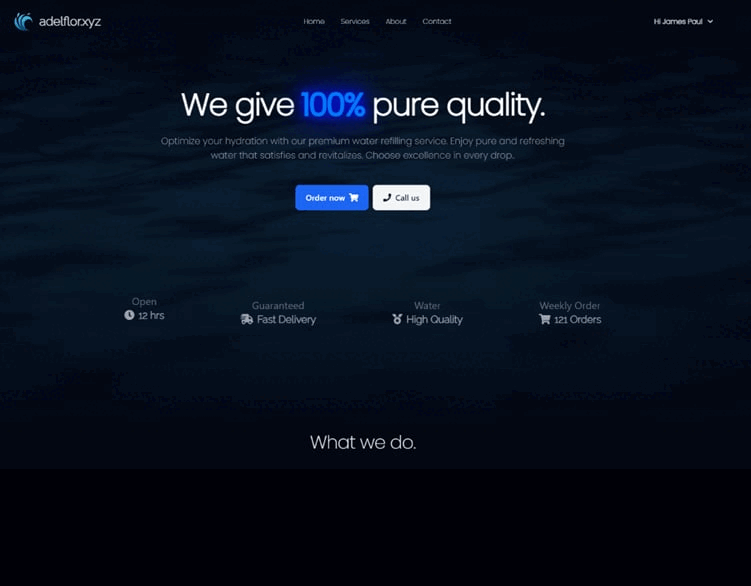 adelflor.xyz
Home Services About Contact
Hi James Paul
We give 100% pure quality.
Optimize your hydration with our premium water refilling service. Enjoy pure and refreshing
water that satisfies and revitalizes. Choose excellence in every drop.
Order now
Call us
Open
12 hrs
Guaranteed
Fast Delivery
Water
High Quality
Weekly Order
121 Orders
What we do.